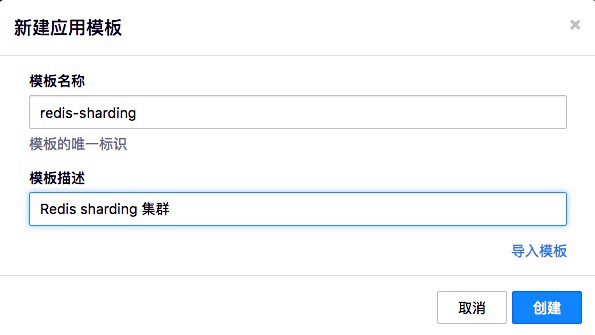 新建应用模板
×
模板名称
redis-sharding
模板的唯一标识
模板描述
Redis sharding 集群
导入模板
取消 创建